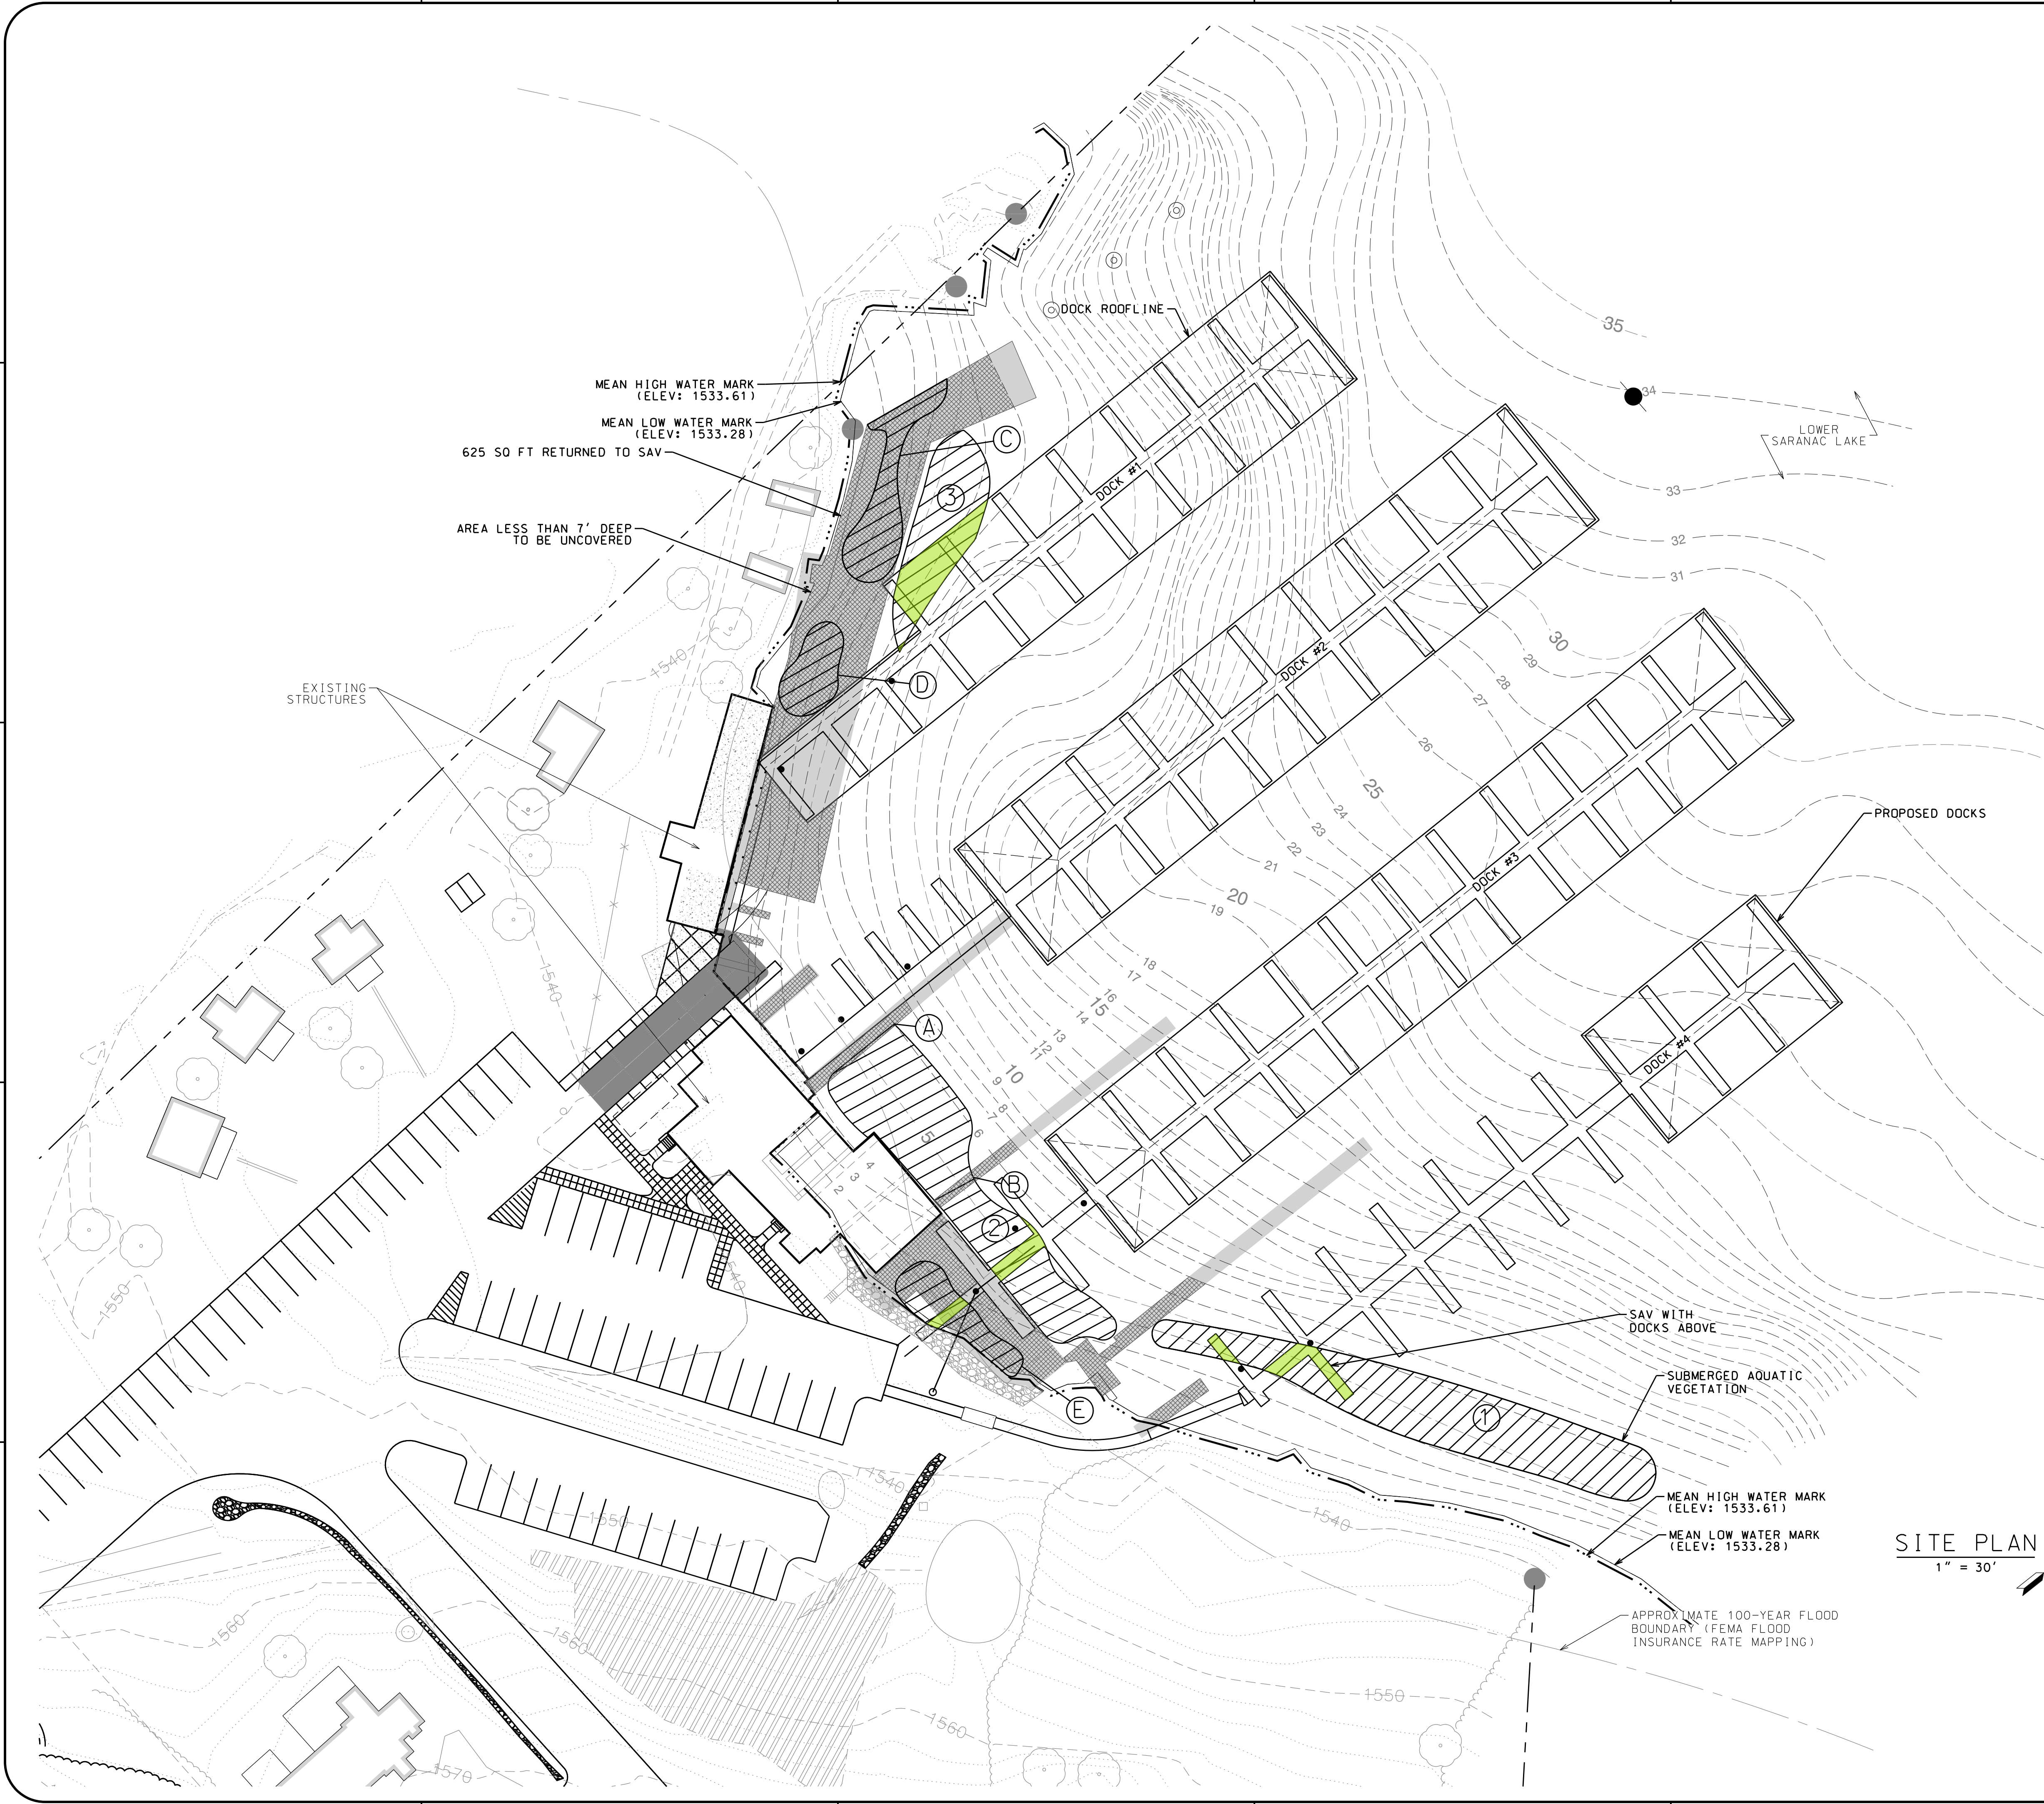 35
DOCK ROOFLINE
MEAN HIGH WATER MARK
(ELEV: 1533.61)
34
MEAN LOW WATER MARK
(ELEV: 1533.28)
LOWER
SARANAC LAKE
C
625 SQ FT RETURNED TO SAV
DOCK #1
33
3
AREA LESS THAN 7' DEEP
TO BE UNCOVERED
32
31
30
DOCK #2
29
1540
D
28
EXISTING
STRUCTURES
27
26
25
24
PROPOSED DOCKS
23
22
21
DOCK #3
20
19
18
17
16
15
14
13
12
11
10
9
8
7
6
5
4
3
2
1540
A
DOCK #4
B
2
1540
1550
SAV WITH
DOCKS ABOVE
SUBMERGED AQUATIC
VEGETATION
E
1
1540
MEAN HIGH WATER MARK
(ELEV: 1533.61)
1550
1540
MEAN LOW WATER MARK
(ELEV: 1533.28)
SITE PLAN
1" = 30'
APPROXIMATE 100-YEAR FLOOD
BOUNDARY (FEMA FLOOD
INSURANCE RATE MAPPING)
1560
1560
1550
1560
1570